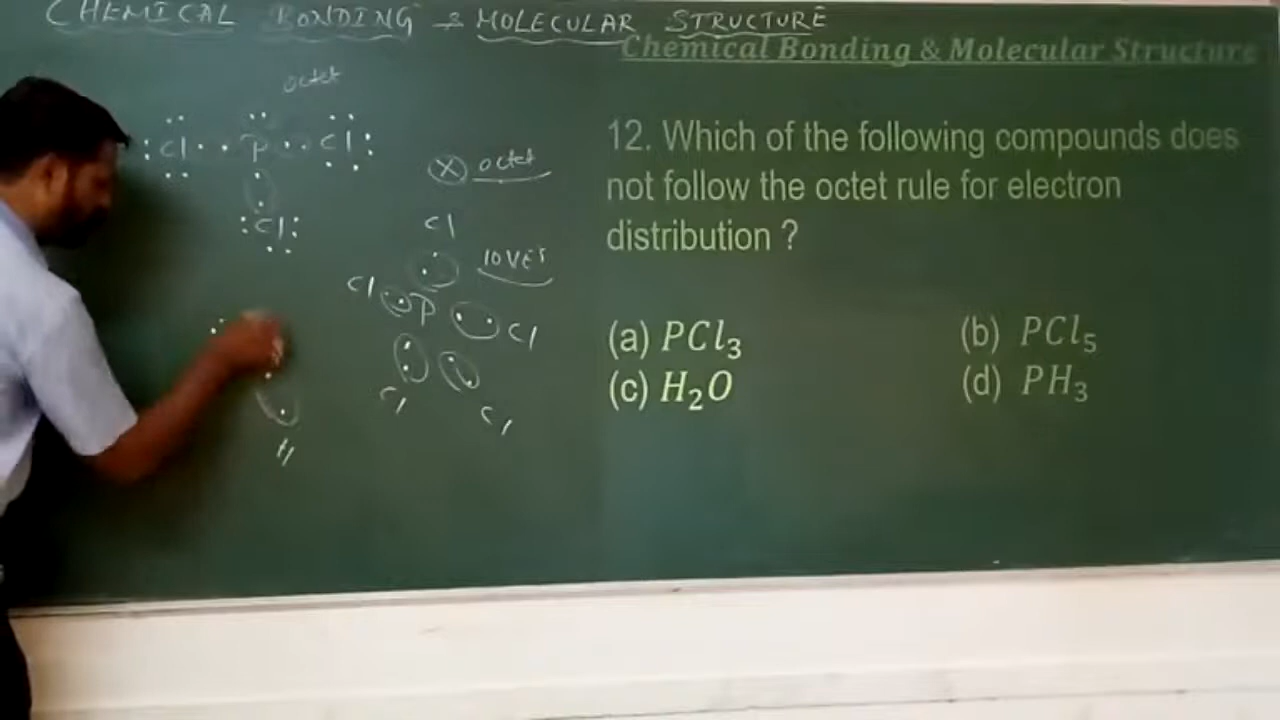 CHEMICAL BONDING & MOLECULAR STRUCTURE
Chemical Bonding & Molecular Structure
octet
Cl P Cl
Cl
X octet
Cl
10 VES
Cl P Cl
Cl Cl
H
12. Which of the following compounds does
not follow the octet rule for electron
distribution ?
(a) PCl₃ (b) PCl₅
(c) H₂O (d) PH₃